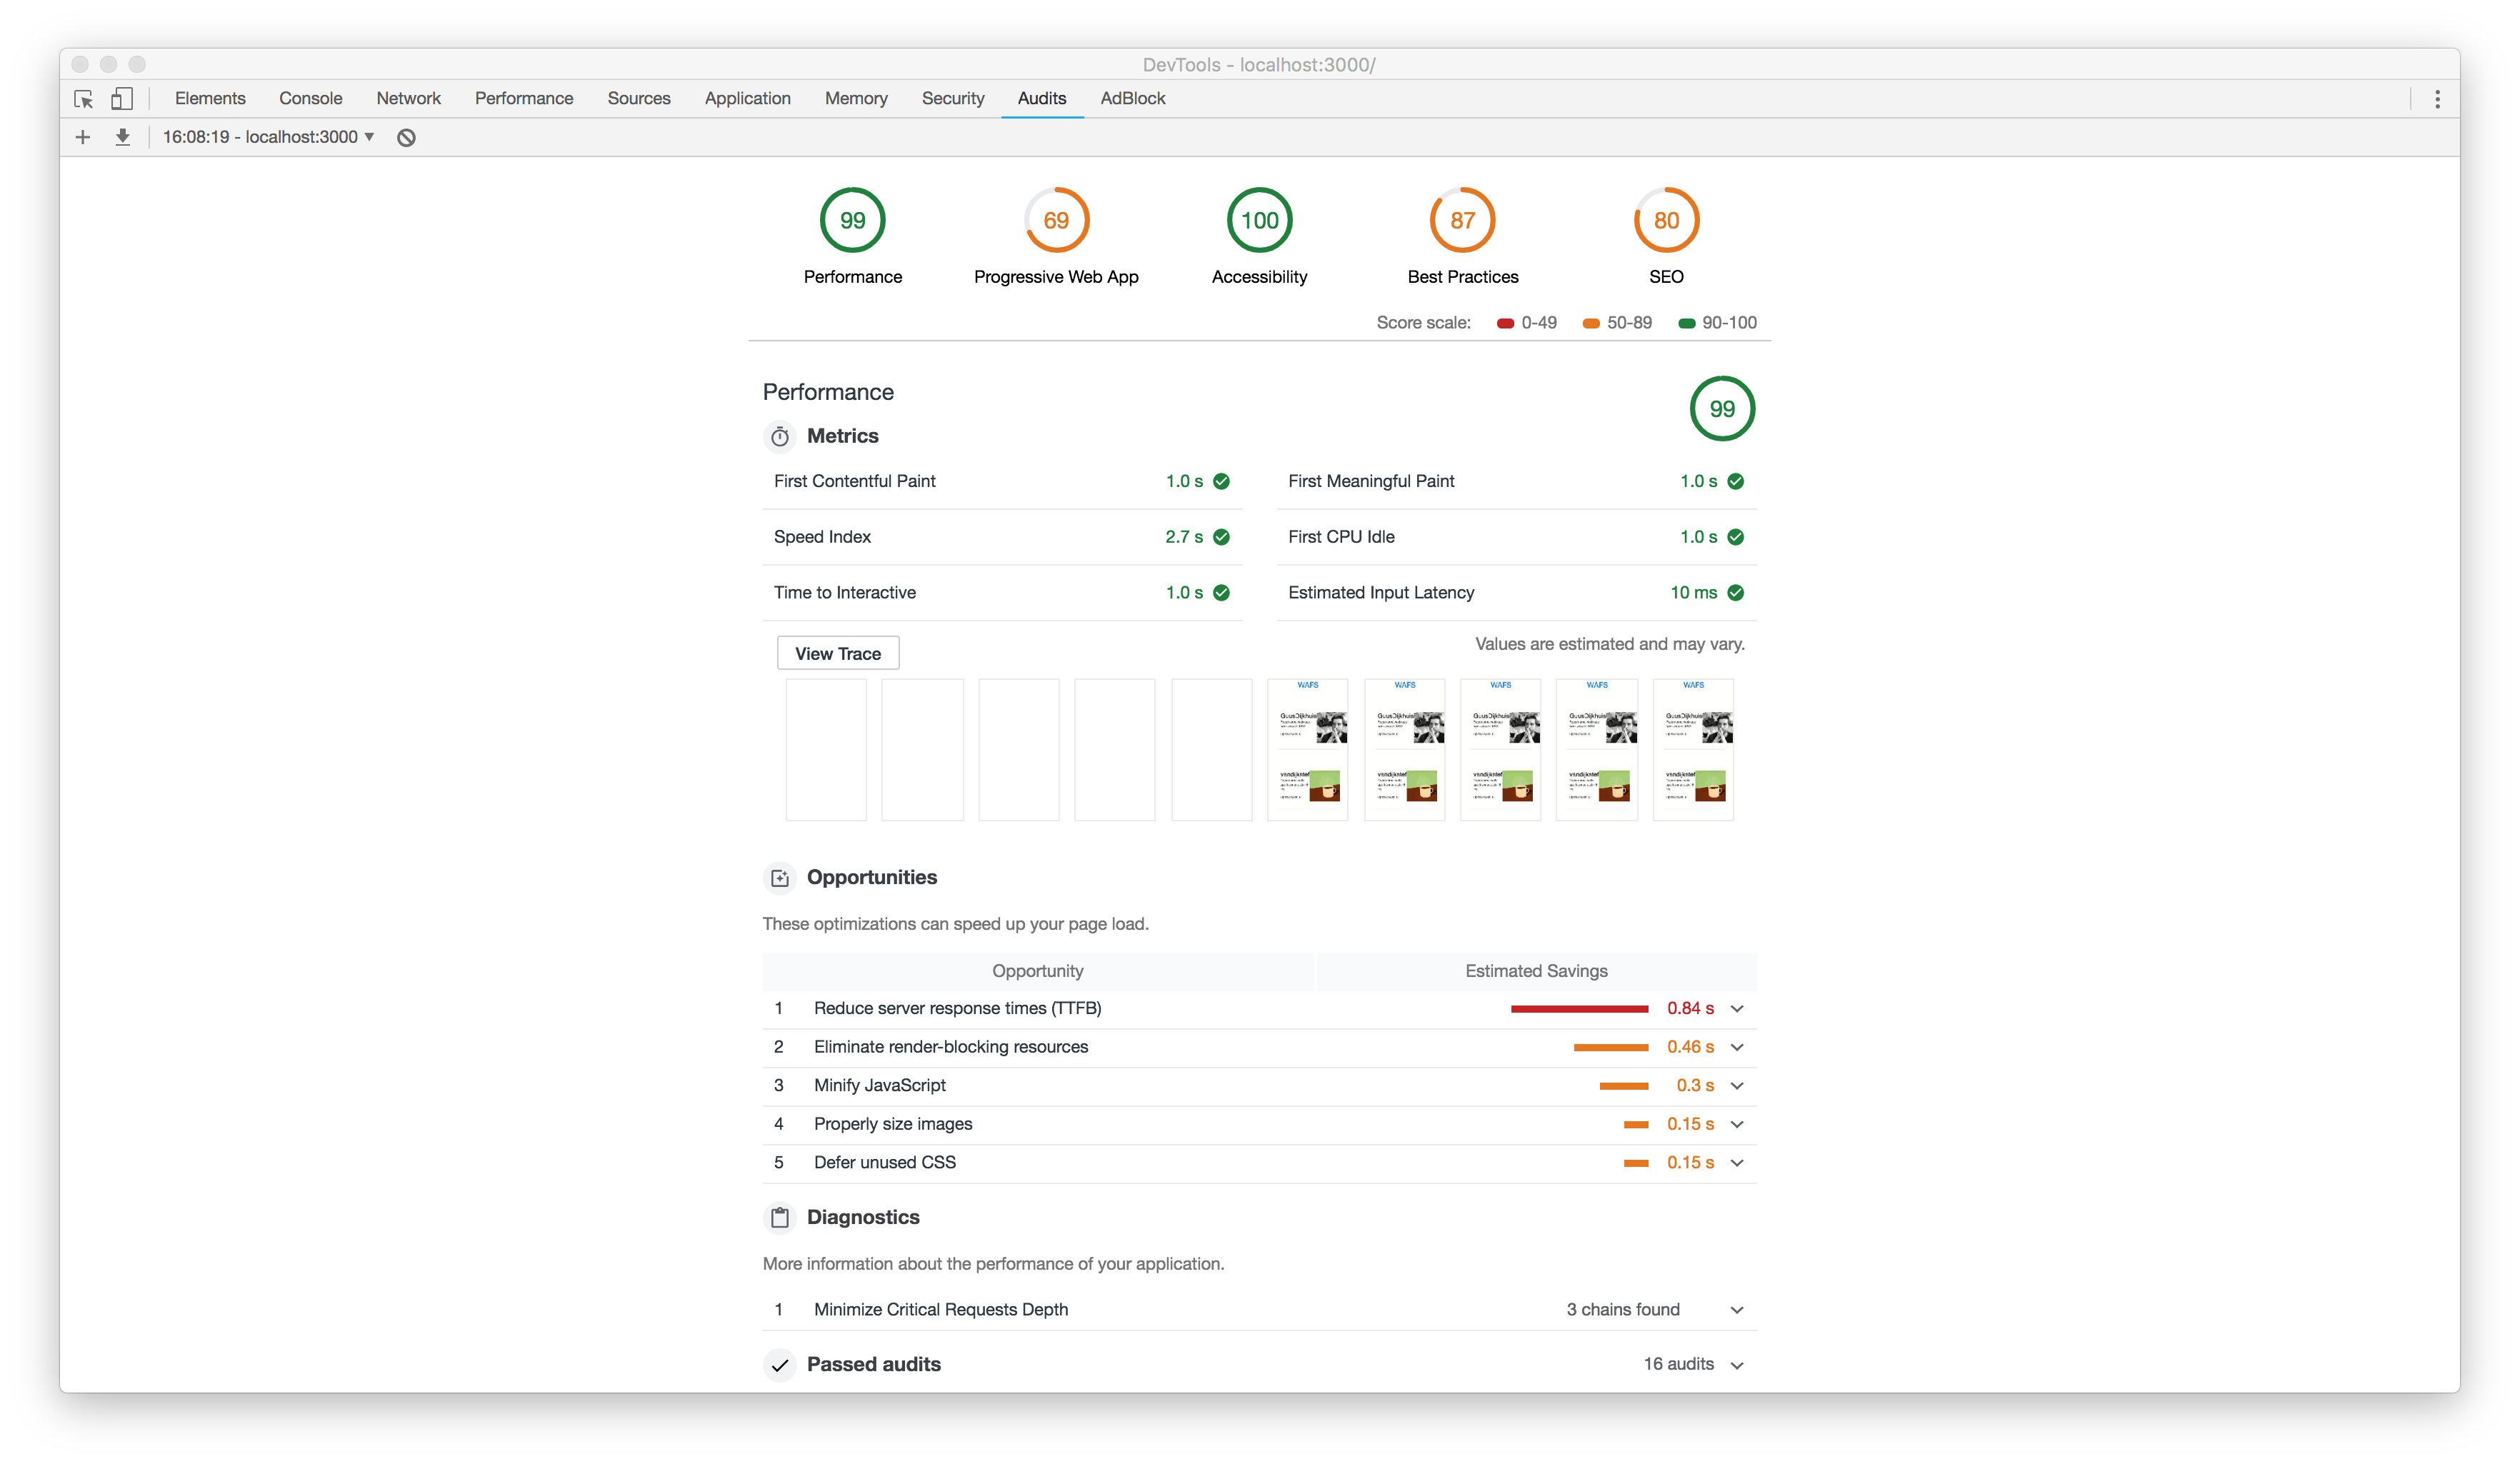 DevTools - localhost:3000/
Elements Console Network Performance Sources Application Memory Security Audits AdBlock
16:08:19 - localhost:3000
99 69 100 87 80
Performance Progressive Web App Accessibility Best Practices SEO
Score scale: 0-49 50-89 90-100
Performance
99
Metrics
First Contentful Paint 1.0 s First Meaningful Paint 1.0 s
Speed Index 2.7 s First CPU Idle 1.0 s
Time to Interactive 1.0 s Estimated Input Latency 10 ms
View Trace
Values are estimated and may vary.
WAFS WAFS WAFS WAFS WAFS
Opportunities
These optimizations can speed up your page load.
Opportunity Estimated Savings
1 Reduce server response times (TTFB) 0.84 s
2 Eliminate render-blocking resources 0.46 s
3 Minify JavaScript 0.3 s
4 Properly size images 0.15 s
5 Defer unused CSS 0.15 s
Diagnostics
More information about the performance of your application.
1 Minimize Critical Requests Depth 3 chains found
Passed audits 16 audits